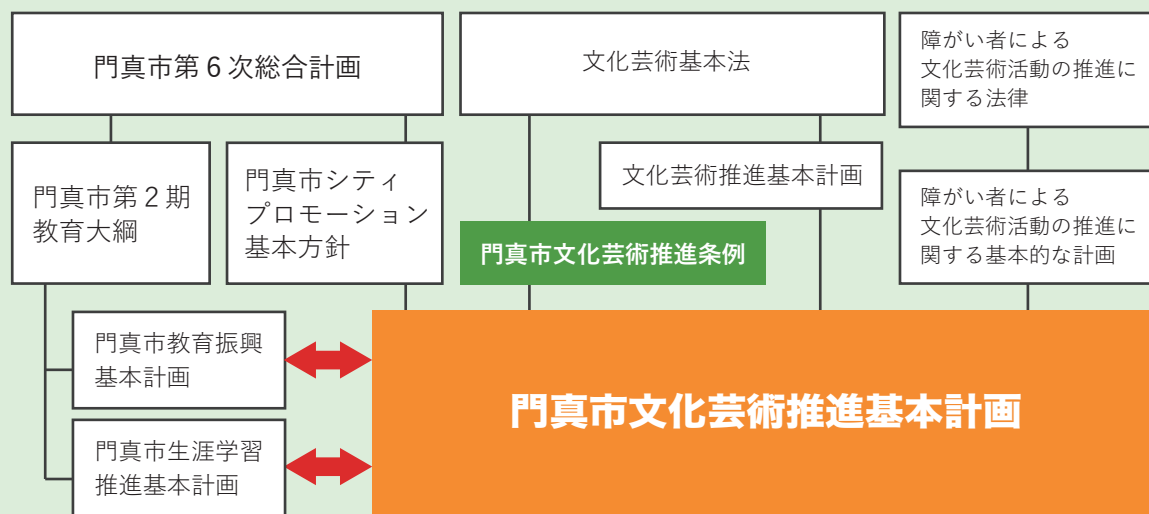 門真市第６次総合計画
文化芸術基本法
障がい者による
文化芸術活動の推進に
関する法律
門真市第２期
教育大綱
門真市シティ
プロモーション
基本方針
文化芸術推進基本計画
障がい者による
文化芸術活動の推進に
関する基本的な計画
門真市文化芸術推進条例
門真市教育振興
基本計画
門真市文化芸術推進基本計画
門真市生涯学習
推進基本計画